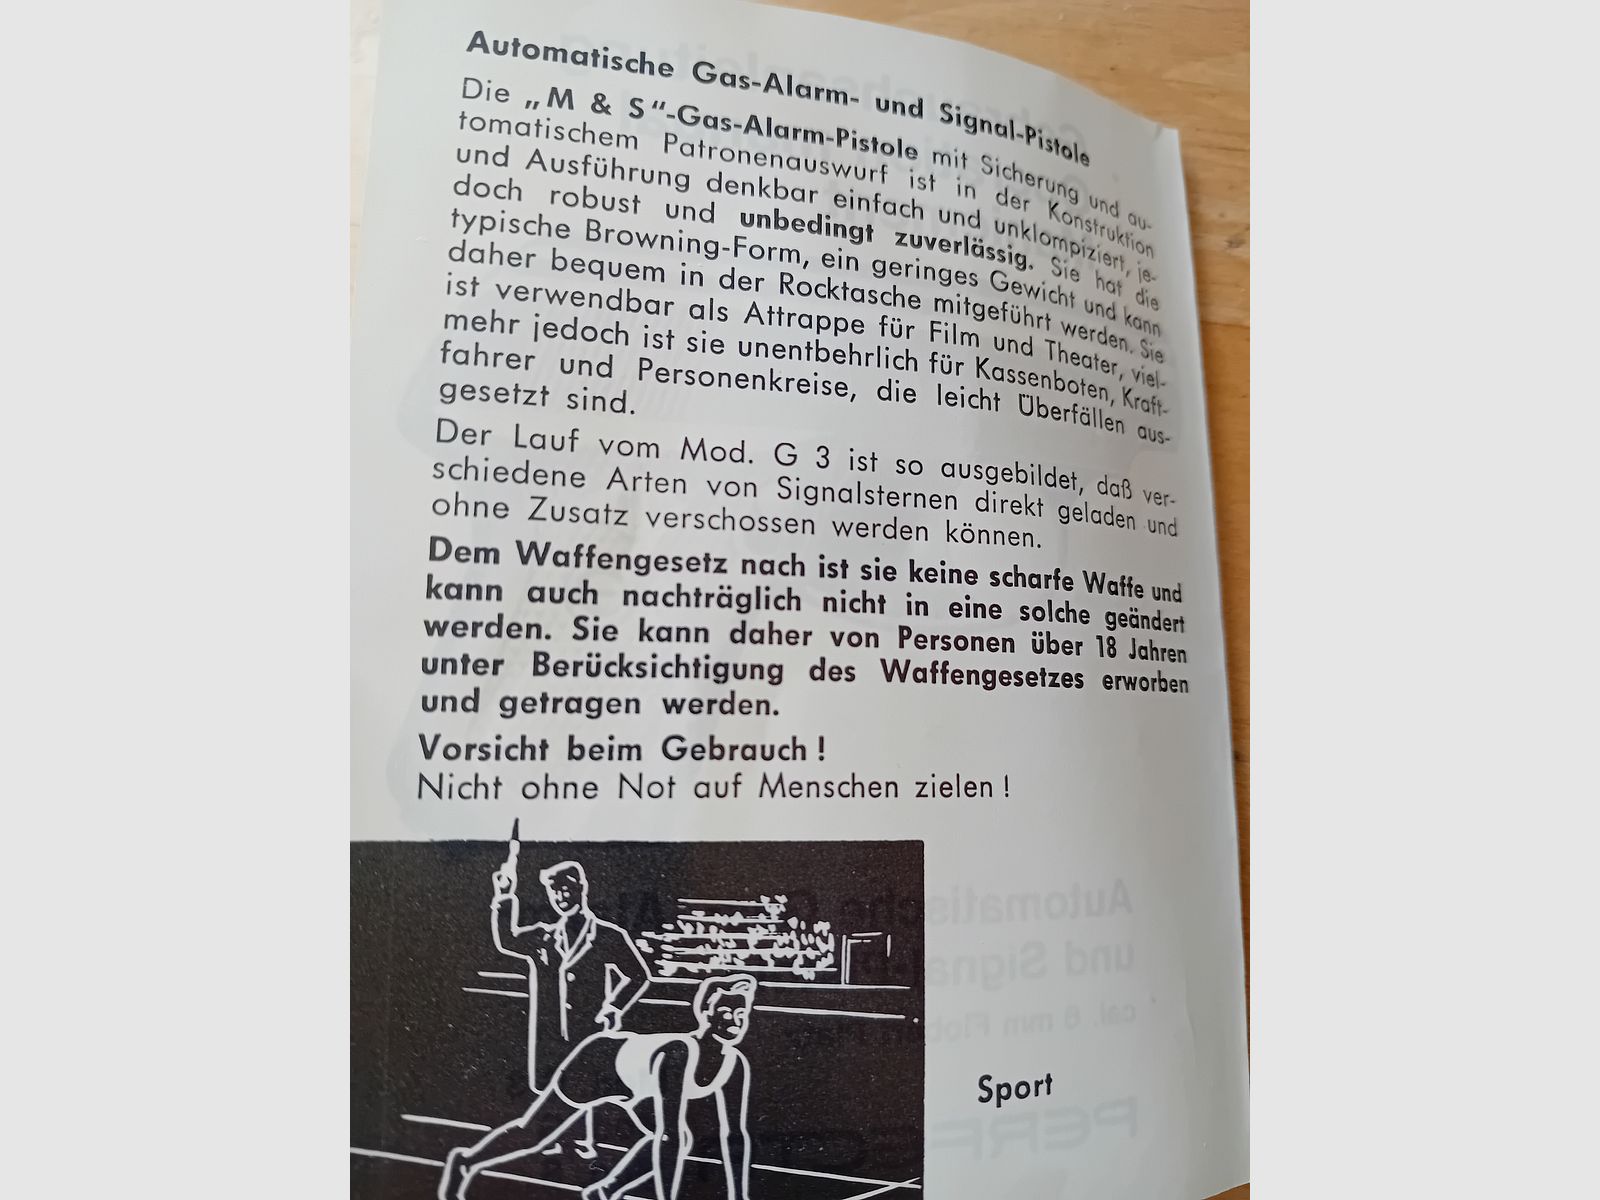 Automatische Gas-Alarm- und Signal-Pistole
Die „M & S“-Gas-Alarm-Pistole mit Sicherung und au-
tomatischem Patronenauswurf ist in der Konstruktion
und Ausführung denkbar einfach und unklompiziert, je-
doch robust und unbedingt zuverlässig. Sie hat die
typische Browning-Form, ein geringes Gewicht und kann
daher bequem in der Rocktasche mitgeführt werden. Sie
ist verwendbar als Attrappe für Film und Theater, viel-
mehr jedoch ist sie unentbehrlich für Kassenboten, Kraft-
fahrer und Personenkreise, die leicht Überfällen aus-
gesetzt sind.
Der Lauf vom Mod. G 3 ist so ausgebildet, daß ver-
schiedene Arten von Signalsternen direkt geladen und
ohne Zusatz verschossen werden können.
Dem Waffengesetz nach ist sie keine scharfe Waffe und
kann auch nachträglich nicht in eine solche geändert
werden. Sie kann daher von Personen über 18 Jahren
unter Berücksichtigung des Waffengesetzes erworben
und getragen werden.
Vorsicht beim Gebrauch !
Nicht ohne Not auf Menschen zielen !
Sport